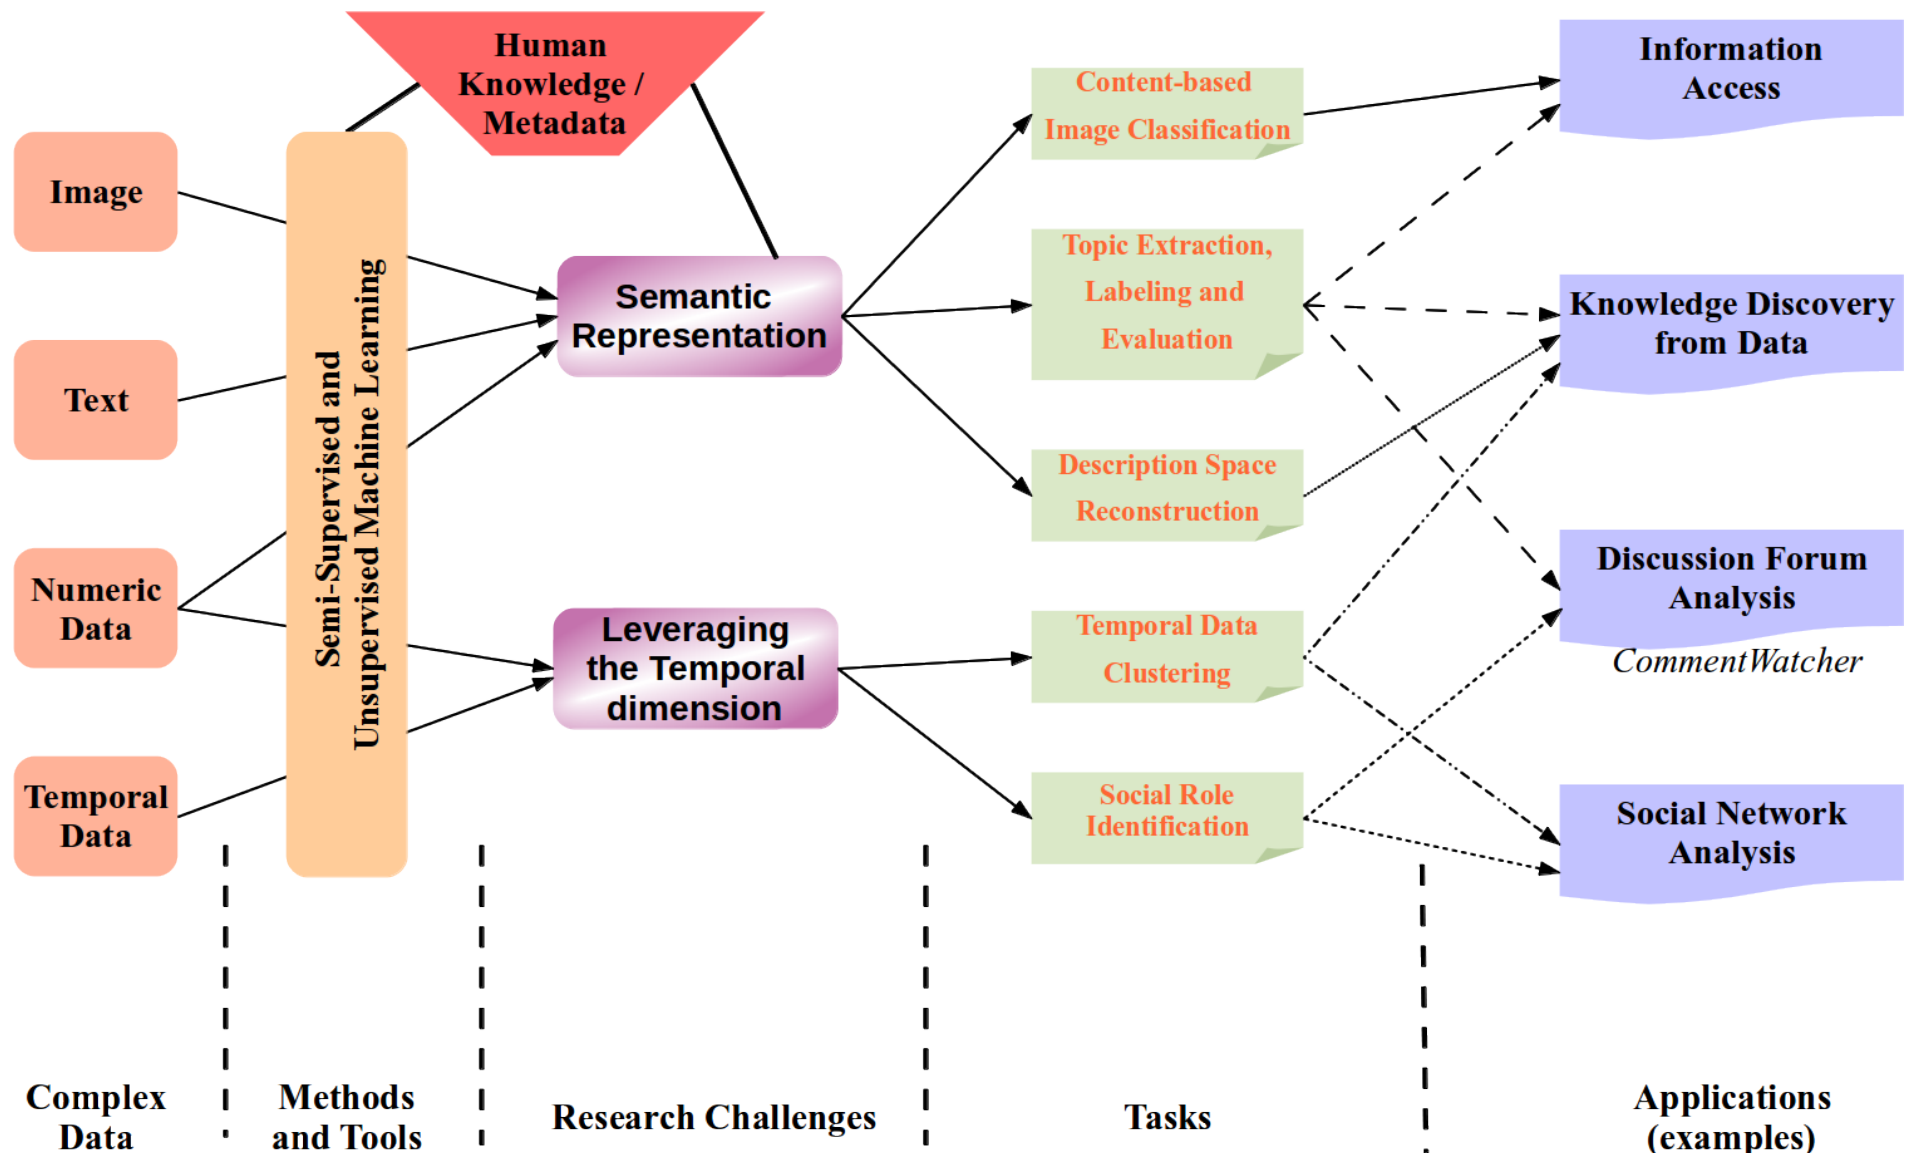 Human
Knowledge /
Metadata
Image
Text
Numeric
Data
Temporal
Data
Semi-Supervised and
Unsupervised Machine Learning
Semantic
Representation
Leveraging
the Temporal
dimension
Content-based
Image Classification
Topic Extraction,
Labeling and
Evaluation
Description Space
Reconstruction
Temporal Data
Clustering
Social Role
Identification
Information
Access
Knowledge Discovery
from Data
Discussion Forum
Analysis
CommentWatcher
Social Network
Analysis
Complex
Data
Methods
and Tools
Research Challenges
Tasks
Applications
(examples)